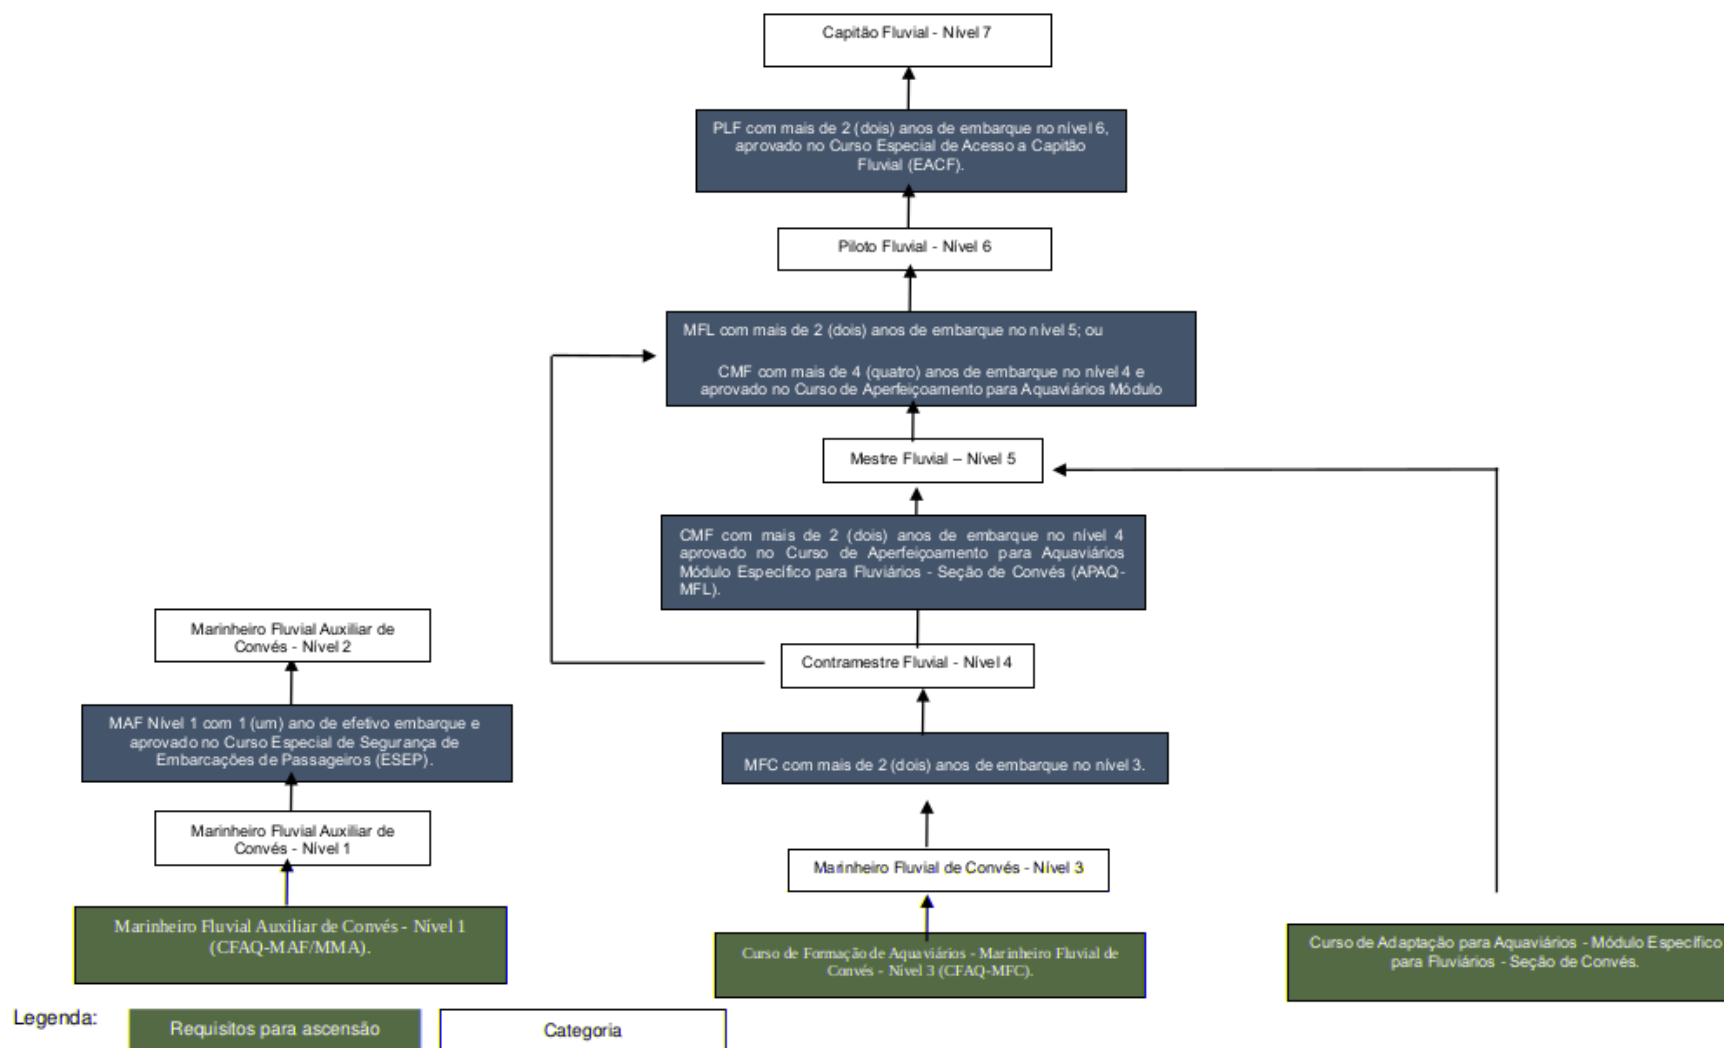 Capitão Fluvial - Nível 7
PLF com mais de 2 (dois) anos de embarque no nível 6,
aprovado no Curso Especial de Acesso a Capitão
Fluvial (EACF).
Piloto Fluvial - Nível 6
MFL com mais de 2 (dois) anos de embarque no nível 5; ou
CMF com mais de 4 (quatro) anos de embarque no nível 4 e
aprovado no Curso de Aperfeiçoamento para Aquaviários Módulo
Mestre Fluvial – Nível 5
CMF com mais de 2 (dois) anos de embarque no nível 4
aprovado no Curso de Aperfeiçoamento para Aquaviários
Módulo Específico para Fluviários - Seção de Convés (APAQ-
MFL).
Contramestre Fluvial - Nível 4
MFC com mais de 2 (dois) anos de embarque no nível 3.
Marinheiro Fluvial de Convés - Nível 3
Curso de Formação de Aquaviários - Marinheiro Fluvial de
Convés - Nível 3 (CFAQ-MFC).
Marinheiro Fluvial Auxiliar de
Convés - Nível 2
MAF Nível 1 com 1 (um) ano de efetivo embarque e
aprovado no Curso Especial de Segurança de
Embarcações de Passageiros (ESEP).
Marinheiro Fluvial Auxiliar de
Convés - Nível 1
Marinheiro Fluvial Auxiliar de Convés - Nível 1
(CFAQ-MAF/MMA).
Curso de Adaptação para Aquaviários - Módulo Específico
para Fluviários - Seção de Convés.
Legenda:
Requisitos para ascensão
Categoria